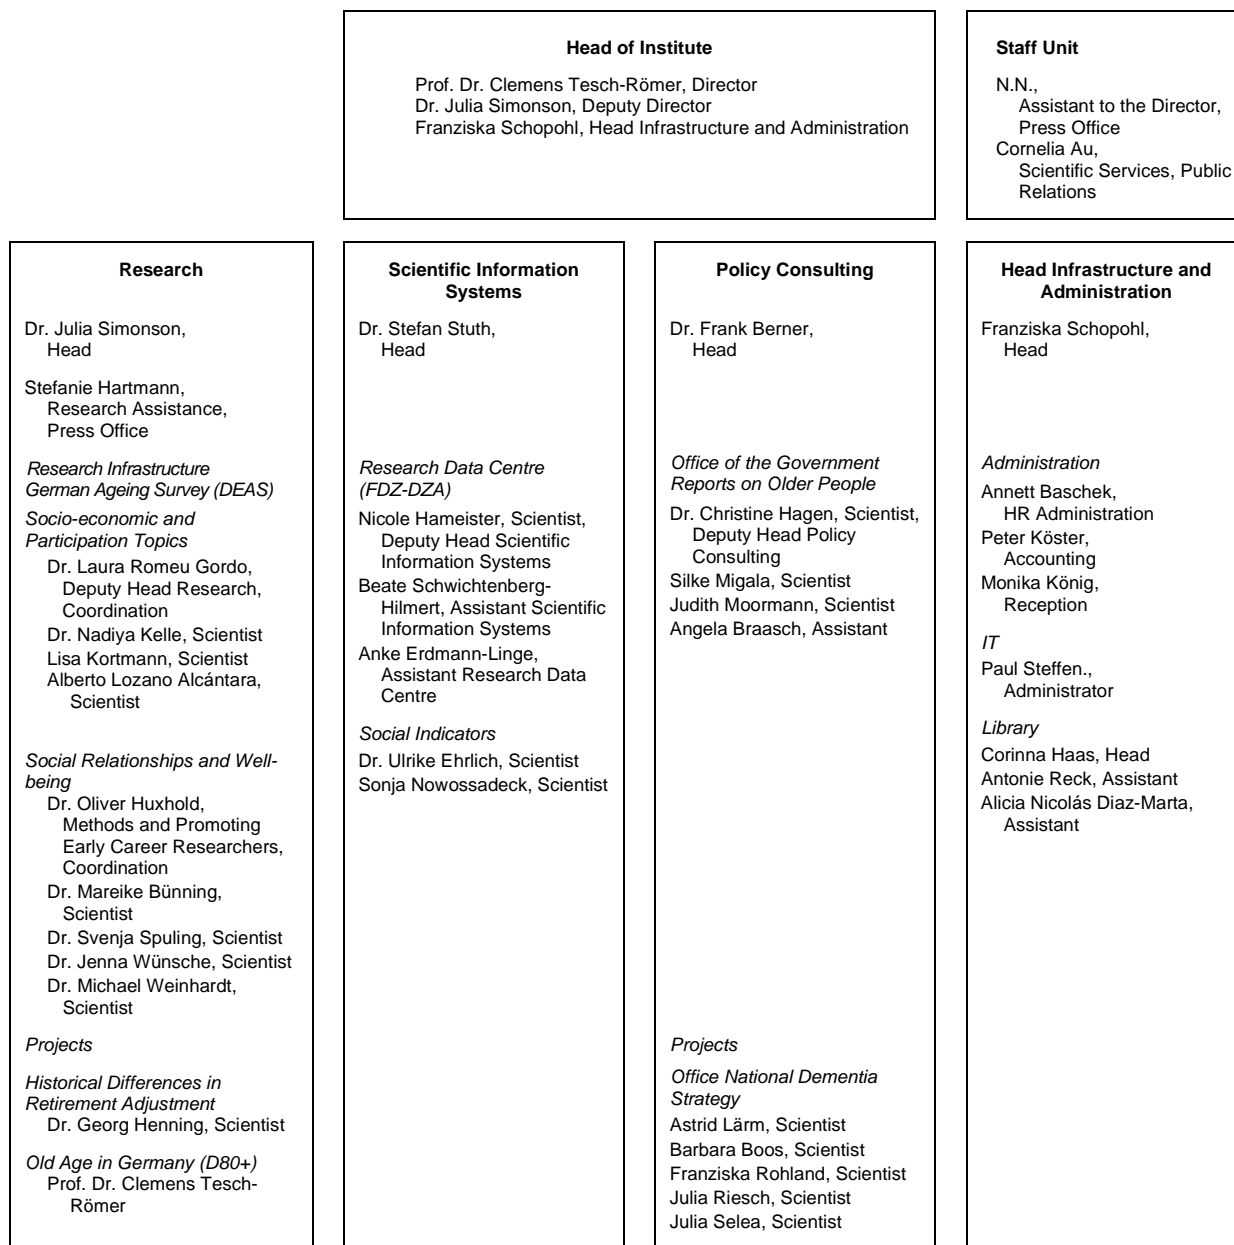 Head of Institute
Prof. Dr. Clemens Tesch-Römer, Director
Dr. Julia Simonson, Deputy Director
Franziska Schopohl, Head Infrastructure and Administration
Staff Unit
N.N.,
Assistant to the Director,
Press Office
Cornelia Au,
Scientific Services, Public
Relations
Research
Dr. Julia Simonson,
Head
Stefanie Hartmann,
Research Assistance,
Press Office
Research Infrastructure
German Ageing Survey (DEAS)
Socio-economic and
Participation Topics
Dr. Laura Romeu Gordo,
Deputy Head Research,
Coordination
Dr. Nadiya Kelle, Scientist
Lisa Kortmann, Scientist
Alberto Lozano Alcántara,
Scientist
Social Relationships and Well-
being
Dr. Oliver Huxhold,
Methods and Promoting
Early Career Researchers,
Coordination
Dr. Mareike Bünning,
Scientist
Dr. Svenja Spuling, Scientist
Dr. Jenna Wünsche, Scientist
Dr. Michael Weinhardt,
Scientist
Projects
Historical Differences in
Retirement Adjustment
Dr. Georg Henning, Scientist
Old Age in Germany (D80+)
Prof. Dr. Clemens Tesch-
Römer
Scientific Information
Systems
Dr. Stefan Stuth,
Head
Research Data Centre
(FDZ-DZA)
Nicole Hameister, Scientist,
Deputy Head Scientific
Information Systems
Beate Schwichtenberg-
Hilmert, Assistant Scientific
Information Systems
Anke Erdmann-Linge,
Assistant Research Data
Centre
Social Indicators
Dr. Ulrike Ehrlich, Scientist
Sonja Nowossadeck, Scientist
Policy Consulting
Dr. Frank Berner,
Head
Office of the Government
Reports on Older People
Dr. Christine Hagen, Scientist,
Deputy Head Policy
Consulting
Silke Migala, Scientist
Judith Moormann, Scientist
Angela Braasch, Assistant
Projects
Office National Dementia
Strategy
Astrid Lärm, Scientist
Barbara Boos, Scientist
Franziska Rohland, Scientist
Julia Riesch, Scientist
Julia Selea, Scientist
Head Infrastructure and
Administration
Franziska Schopohl,
Head
Administration
Annett Baschek,
HR Administration
Peter Köster,
Accounting
Monika König,
Reception
IT
Paul Steffen.,
Administrator
Library
Corinna Haas, Head
Antonie Reck, Assistant
Alicia Nicolás Diaz-Marta,
Assistant